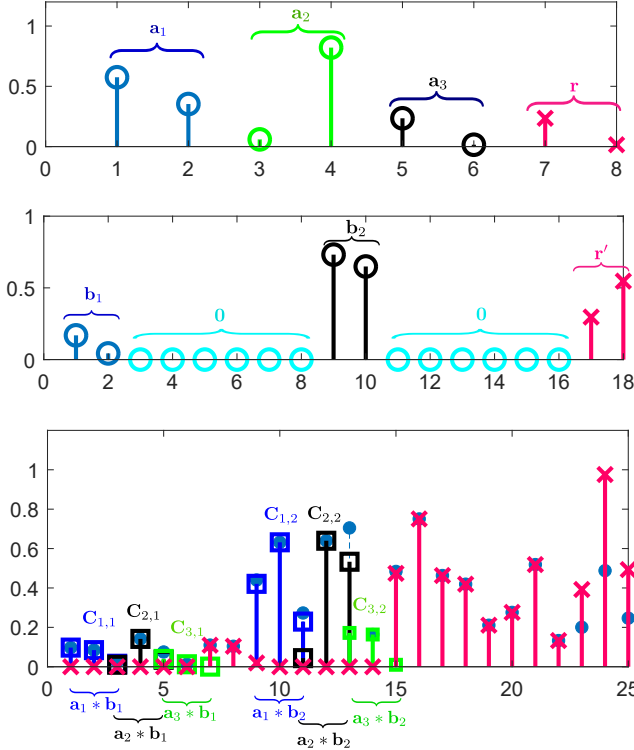 a₁ a₂ a₃ r
1
0.5
0
0 1 2 3 4 5 6 7 8
b₁ 0 b₂ 0 r′
1
0.5
0
0 2 4 6 8 10 12 14 16 18
1
0.8
0.6
0.4
0.2
0
C₁,₁ C₂,₁ C₃,₁ C₁,₂ C₂,₂ C₃,₂
0 5 10 15 20 25
a₁ * b₁ a₃ * b₁ a₁ * b₂ a₃ * b₂
a₂ * b₁ a₂ * b₂